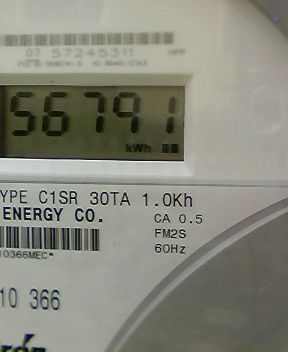 07 57245311
56791
kWh
YPE C1SR 30TA 1.0Kh
ENERGY CO.
CA 0.5
FM2S
60Hz
10366MEC*
10 366